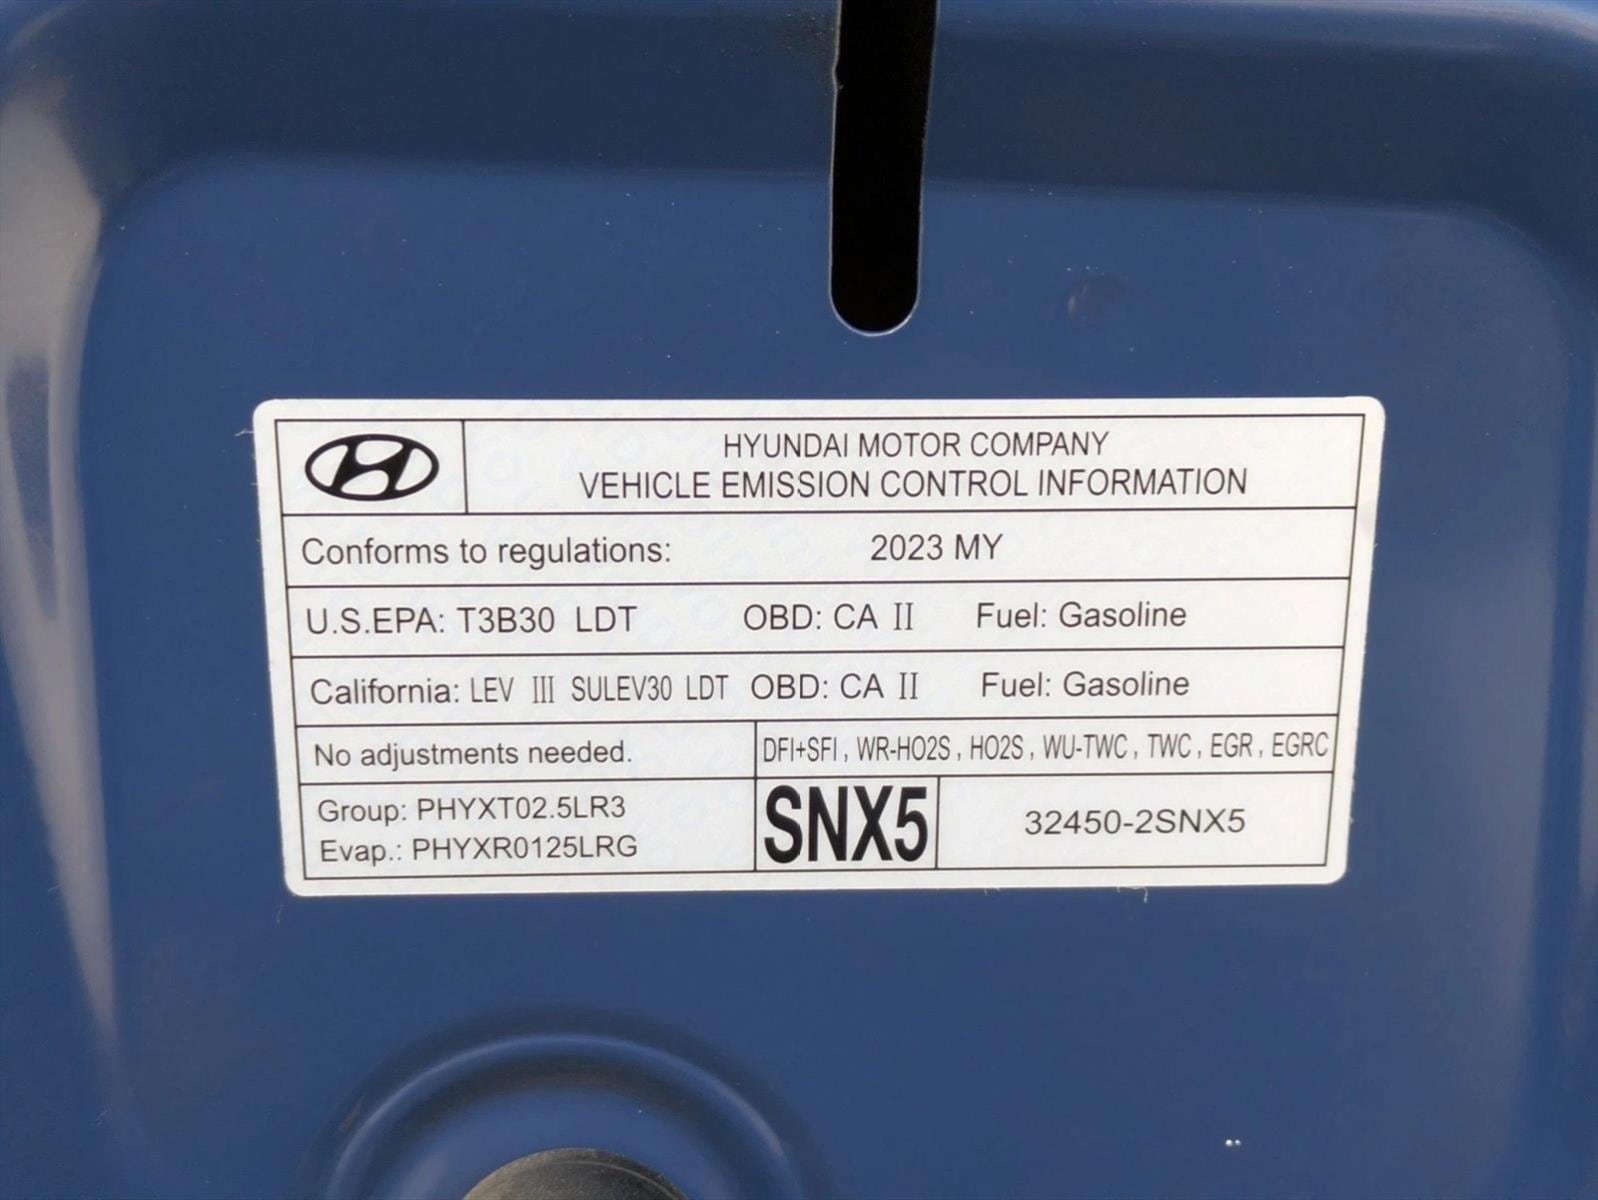 HYUNDAI MOTOR COMPANY
VEHICLE EMISSION CONTROL INFORMATION
Conforms to regulations: 2023 MY
U.S.EPA: T3B30 LDT OBD: CA II Fuel: Gasoline
California: LEV III SULEV30 LDT OBD: CA II Fuel: Gasoline
No adjustments needed. DFI+SFI , WR-HO2S , HO2S , WU-TWC , TWC , EGR , EGRC
Group: PHYXT02.5LR3
Evap.: PHYXR0125LRG
SNX5
32450-2SNX5